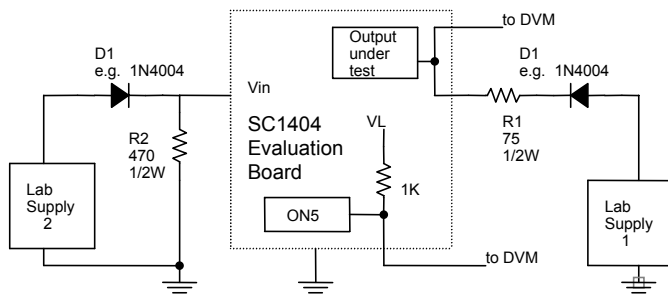 to DVM
D1
e.g. 1N4004
Output
under
test
D1
e.g. 1N4004
Vin
SC1404
Evaluation
Board
VL
R1
75
1/2W
R2
470
1/2W
1K
Lab
Supply
2
ON5
Lab
Supply
1
to DVM